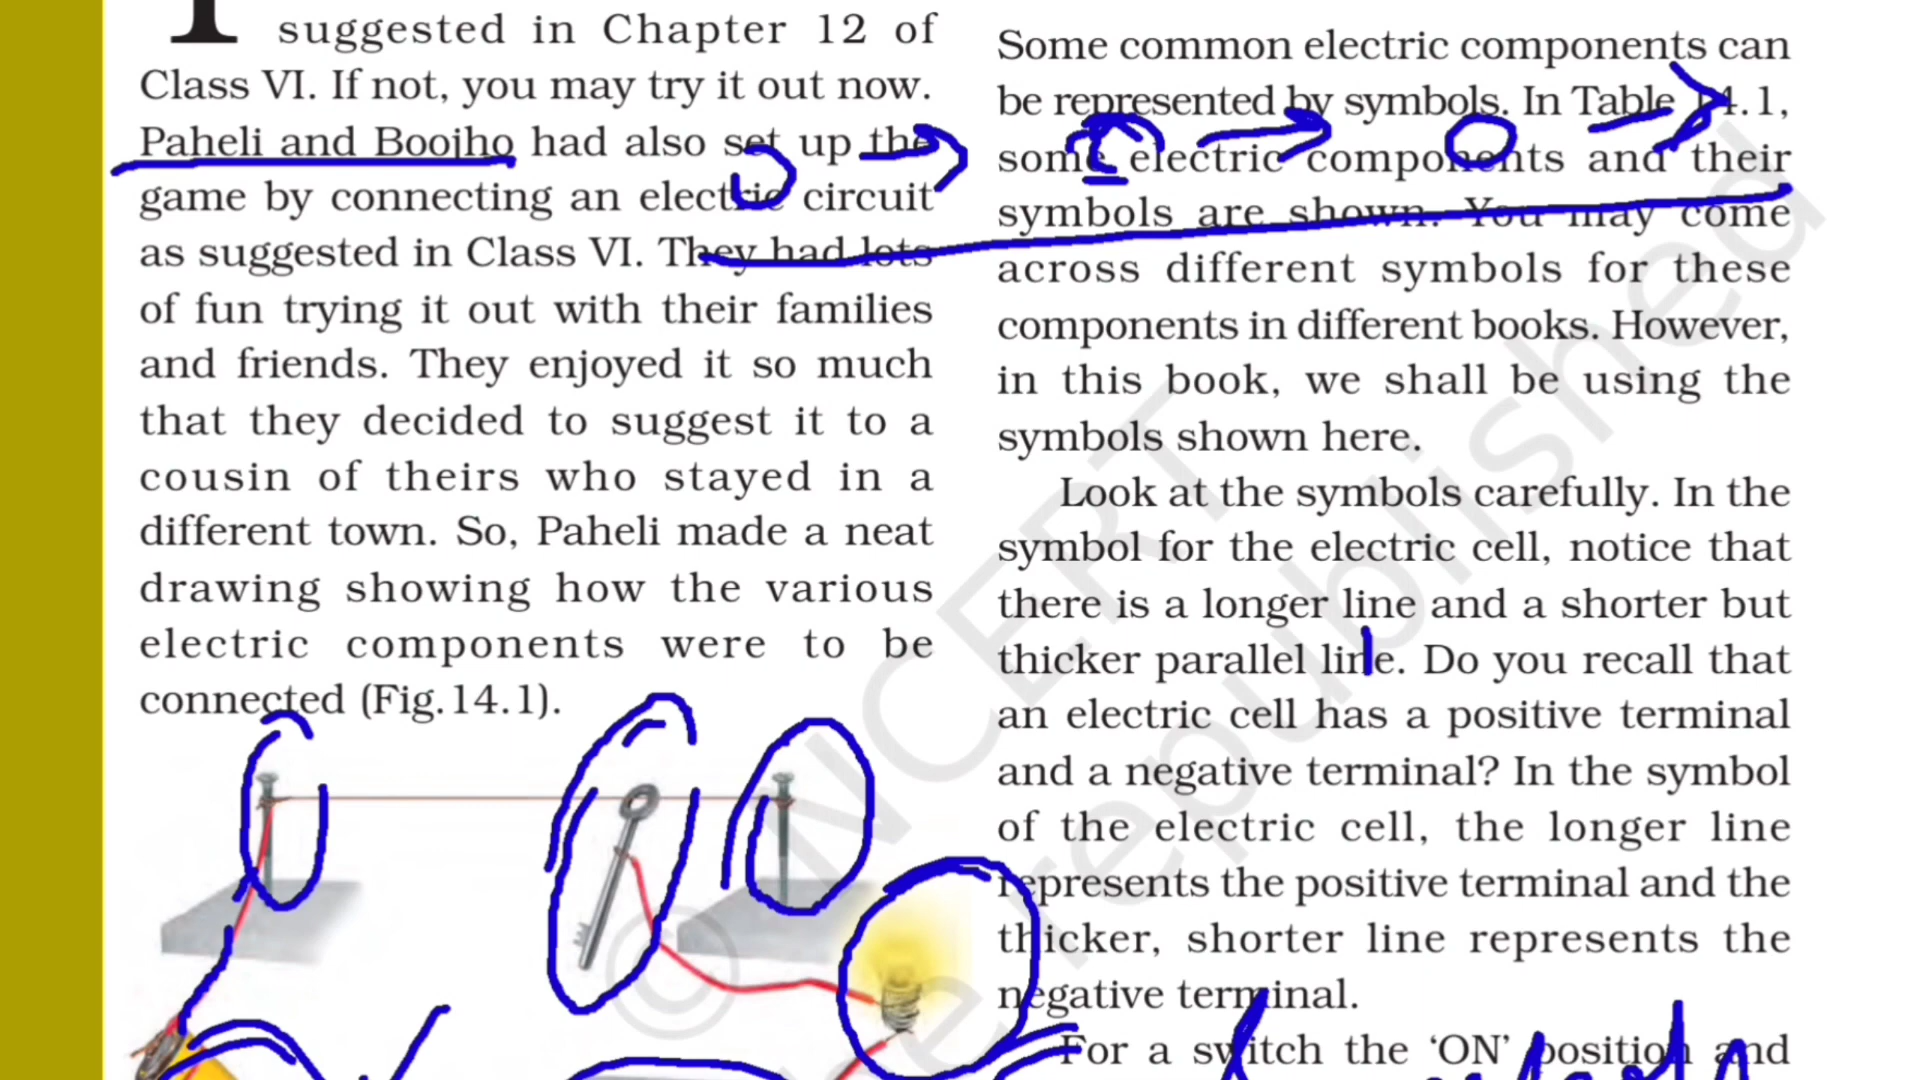 suggested in Chapter 12 of
Class VI. If not, you may try it out now.
Paheli and Boojho had also set up the
game by connecting an electric circuit
as suggested in Class VI. They had lots
of fun trying it out with their families
and friends. They enjoyed it so much
that they decided to suggest it to a
cousin of theirs who stayed in a
different town. So, Paheli made a neat
drawing showing how the various
electric components were to be
connected (Fig.14.1).
Some common electric components can
be represented by symbols. In Table 14.1,
some electric components and their
symbols are shown. You may come
across different symbols for these
components in different books. However,
in this book, we shall be using the
symbols shown here.
Look at the symbols carefully. In the
symbol for the electric cell, notice that
there is a longer line and a shorter but
thicker parallel line. Do you recall that
an electric cell has a positive terminal
and a negative terminal? In the symbol
of the electric cell, the longer line
represents the positive terminal and the
thicker, shorter line represents the
negative terminal.
For a switch the ‘ON’ position and
© NCERT
republished